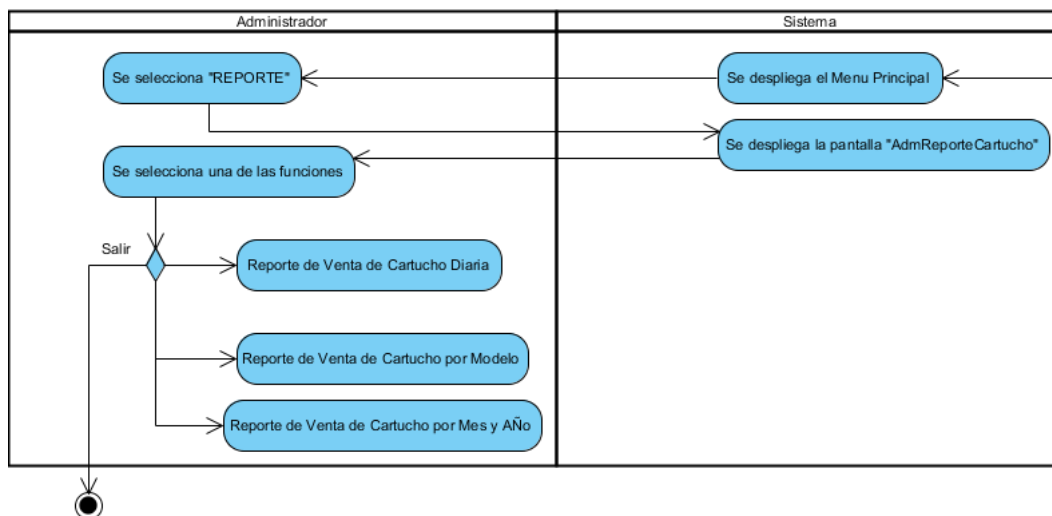 Administrador
Sistema
Se selecciona "REPORTE"
Se despliega el Menu Principal
Se despliega la pantalla "AdmReporteCartucho"
Se selecciona una de las funciones
Salir
Reporte de Venta de Cartucho Diaria
Reporte de Venta de Cartucho por Modelo
Reporte de Venta de Cartucho por Mes y AÑo